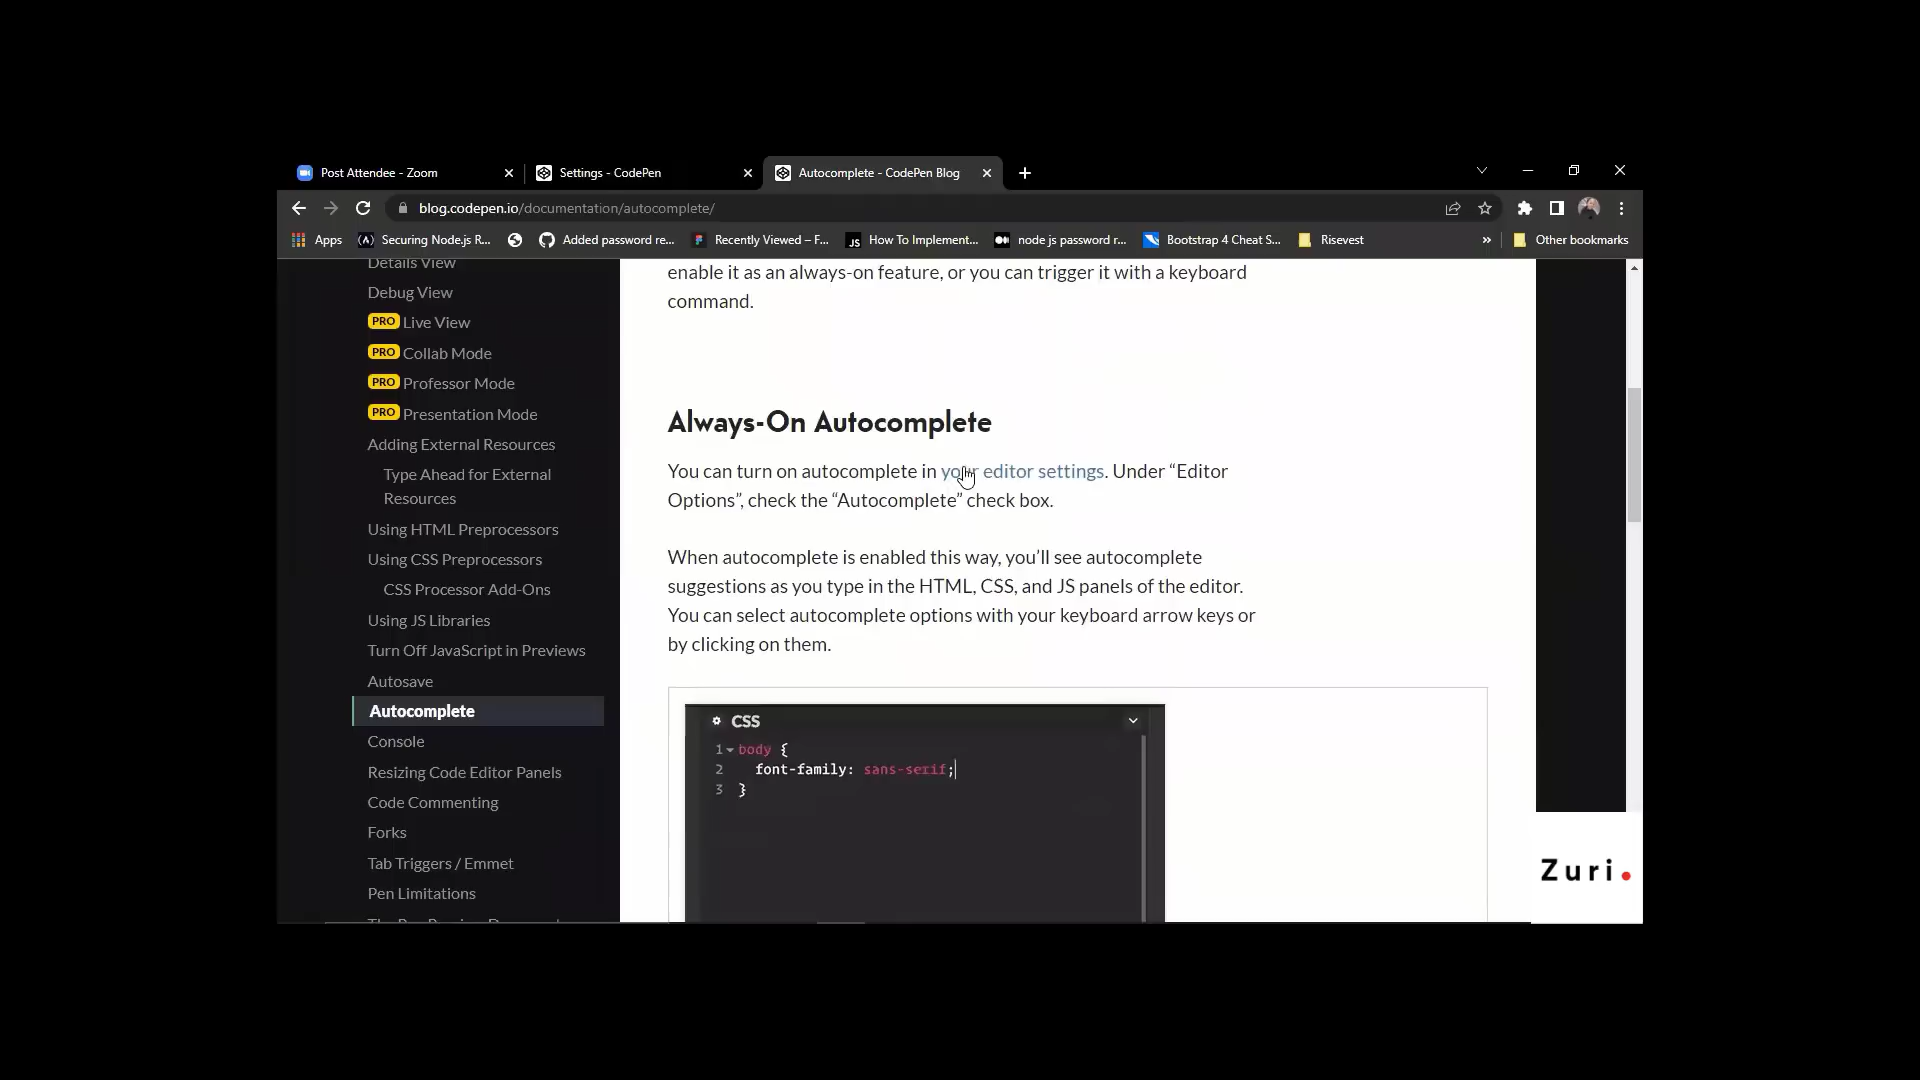 Post Attendee - Zoom
Settings - CodePen
Autocomplete - CodePen Blog
blog.codepen.io/documentation/autocomplete/
Apps
Securing Node.js R...
Added password re...
Recently Viewed – F...
JS
How To Implement...
node js password r...
Bootstrap 4 Cheat S...
Risevest
»
Other bookmarks
Details View
Debug View
PRO Live View
PRO Collab Mode
PRO Professor Mode
PRO Presentation Mode
Adding External Resources
Type Ahead for External
Resources
Using HTML Preprocessors
Using CSS Preprocessors
CSS Processor Add-Ons
Using JS Libraries
Turn Off JavaScript in Previews
Autosave
Autocomplete
Console
Resizing Code Editor Panels
Code Commenting
Forks
Tab Triggers / Emmet
Pen Limitations
enable it as an always-on feature, or you can trigger it with a keyboard
command.
Always-On Autocomplete
You can turn on autocomplete in your editor settings. Under “Editor
Options”, check the “Autocomplete” check box.
When autocomplete is enabled this way, you’ll see autocomplete
suggestions as you type in the HTML, CSS, and JS panels of the editor.
You can select autocomplete options with your keyboard arrow keys or
by clicking on them.
CSS
1 body {
2 font-family: sans-serif;
3 }
Zuri.